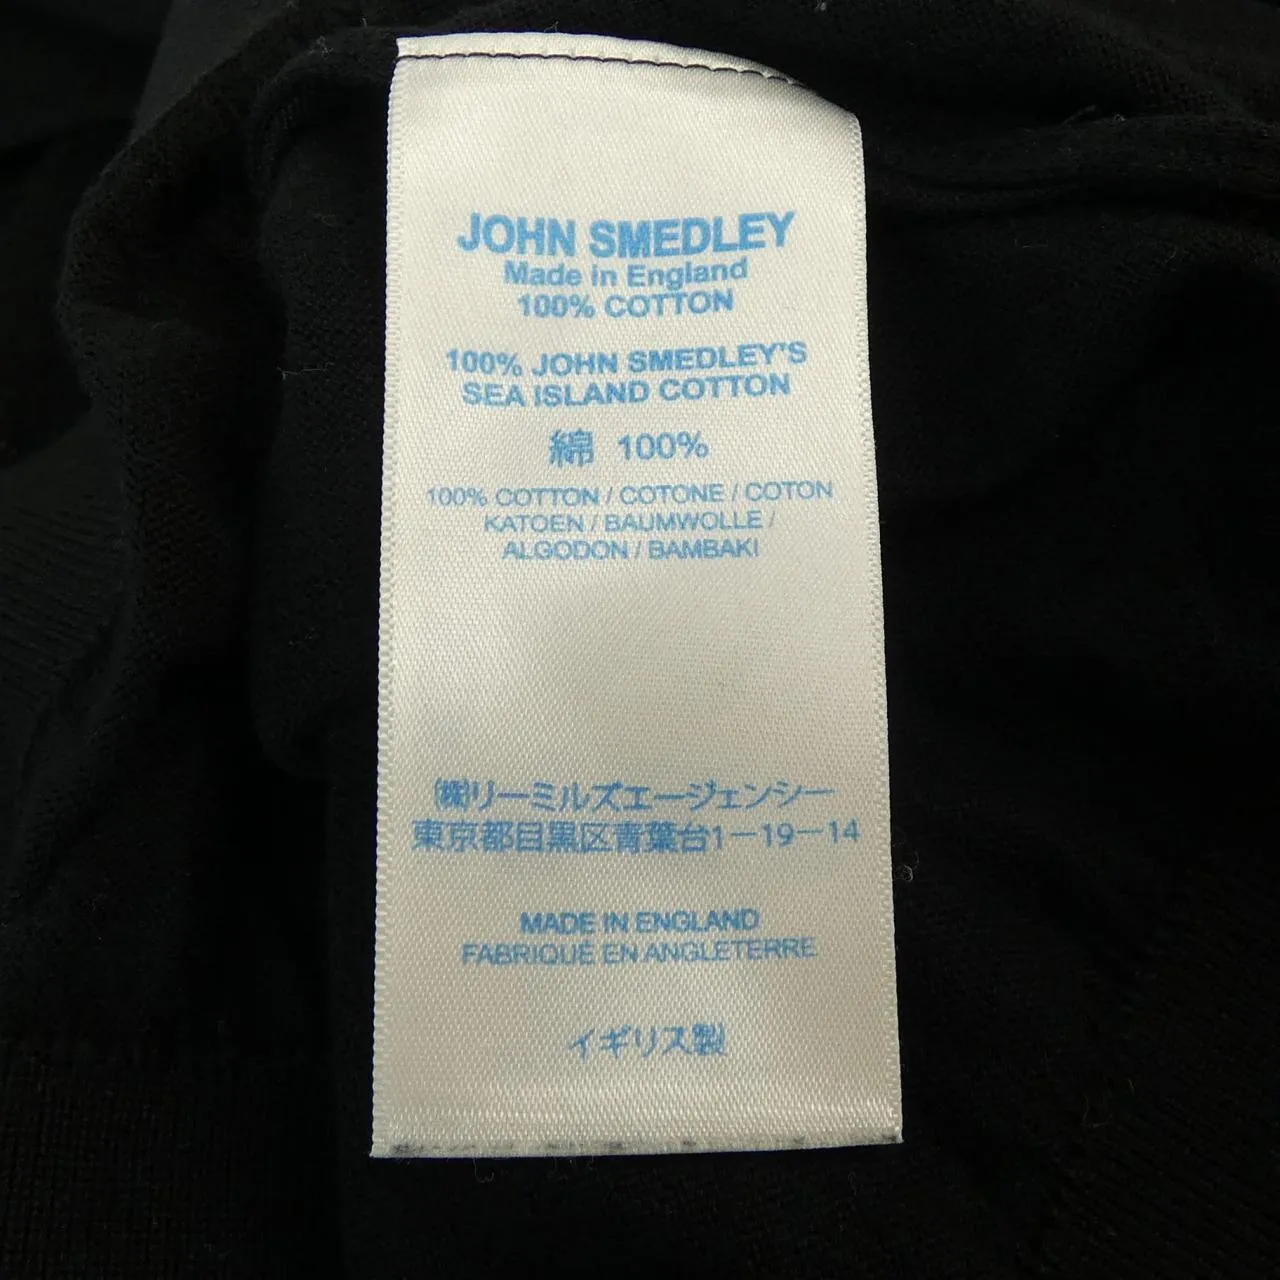 JOHN SMEDLEY
Made in England
100% COTTON
100% JOHN SMEDLEY'S
SEA ISLAND COTTON
綿 100%
100% COTTON / COTONE / COTON
KATOEN / BAUMWOLLE /
ALGODON / BAMBAKI
㈱リーミルズエージェンシー
東京都目黒区青葉台1-19-14
MADE IN ENGLAND
FABRIQUÉ EN ANGLETERRE
イギリス製